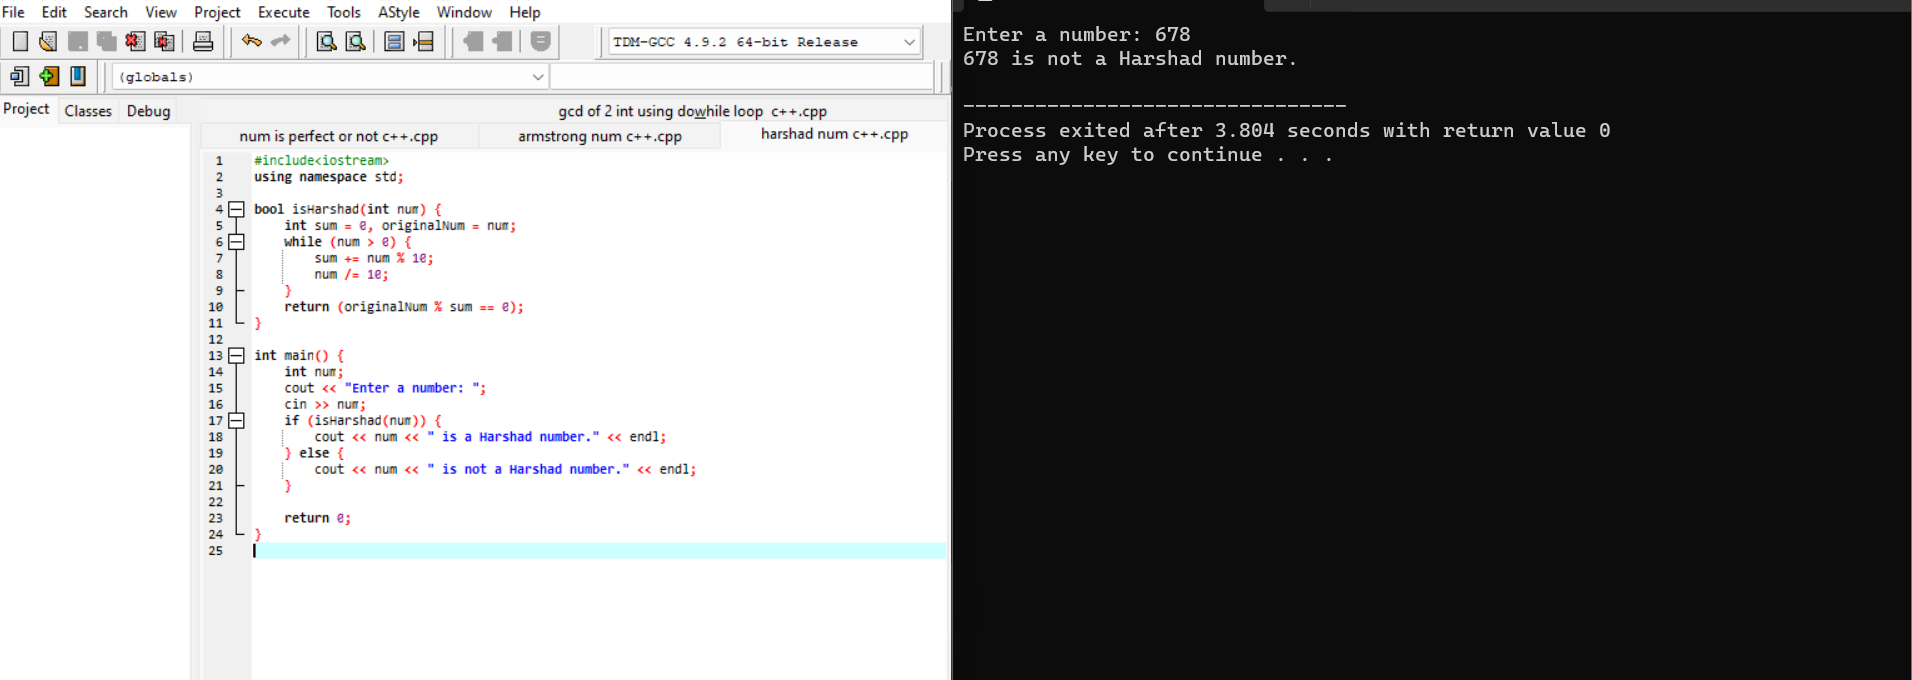 File Edit Search View Project Execute Tools AStyle Window Help
TDM-GCC 4.9.2 64-bit Release
(globals)
Project Classes Debug
gcd of 2 int using dowhile loop c++.cpp
num is perfect or not c++.cpp armstrong num c++.cpp harshad num c++.cpp
1 #include<iostream>
2 using namespace std;
3
4 bool isHarshad(int num) {
5 int sum = 0, originalNum = num;
6 while (num > 0) {
7 sum += num % 10;
8 num /= 10;
9 }
10 return (originalNum % sum == 0);
11 }
12
13 int main() {
14 int num;
15 cout << "Enter a number: ";
16 cin >> num;
17 if (isHarshad(num)) {
18 cout << num << " is a Harshad number." << endl;
19 } else {
20 cout << num << " is not a Harshad number." << endl;
21 }
22
23 return 0;
24 }
25
Enter a number: 678
678 is not a Harshad number.
--------------------------------
Process exited after 3.804 seconds with return value 0
Press any key to continue . . .